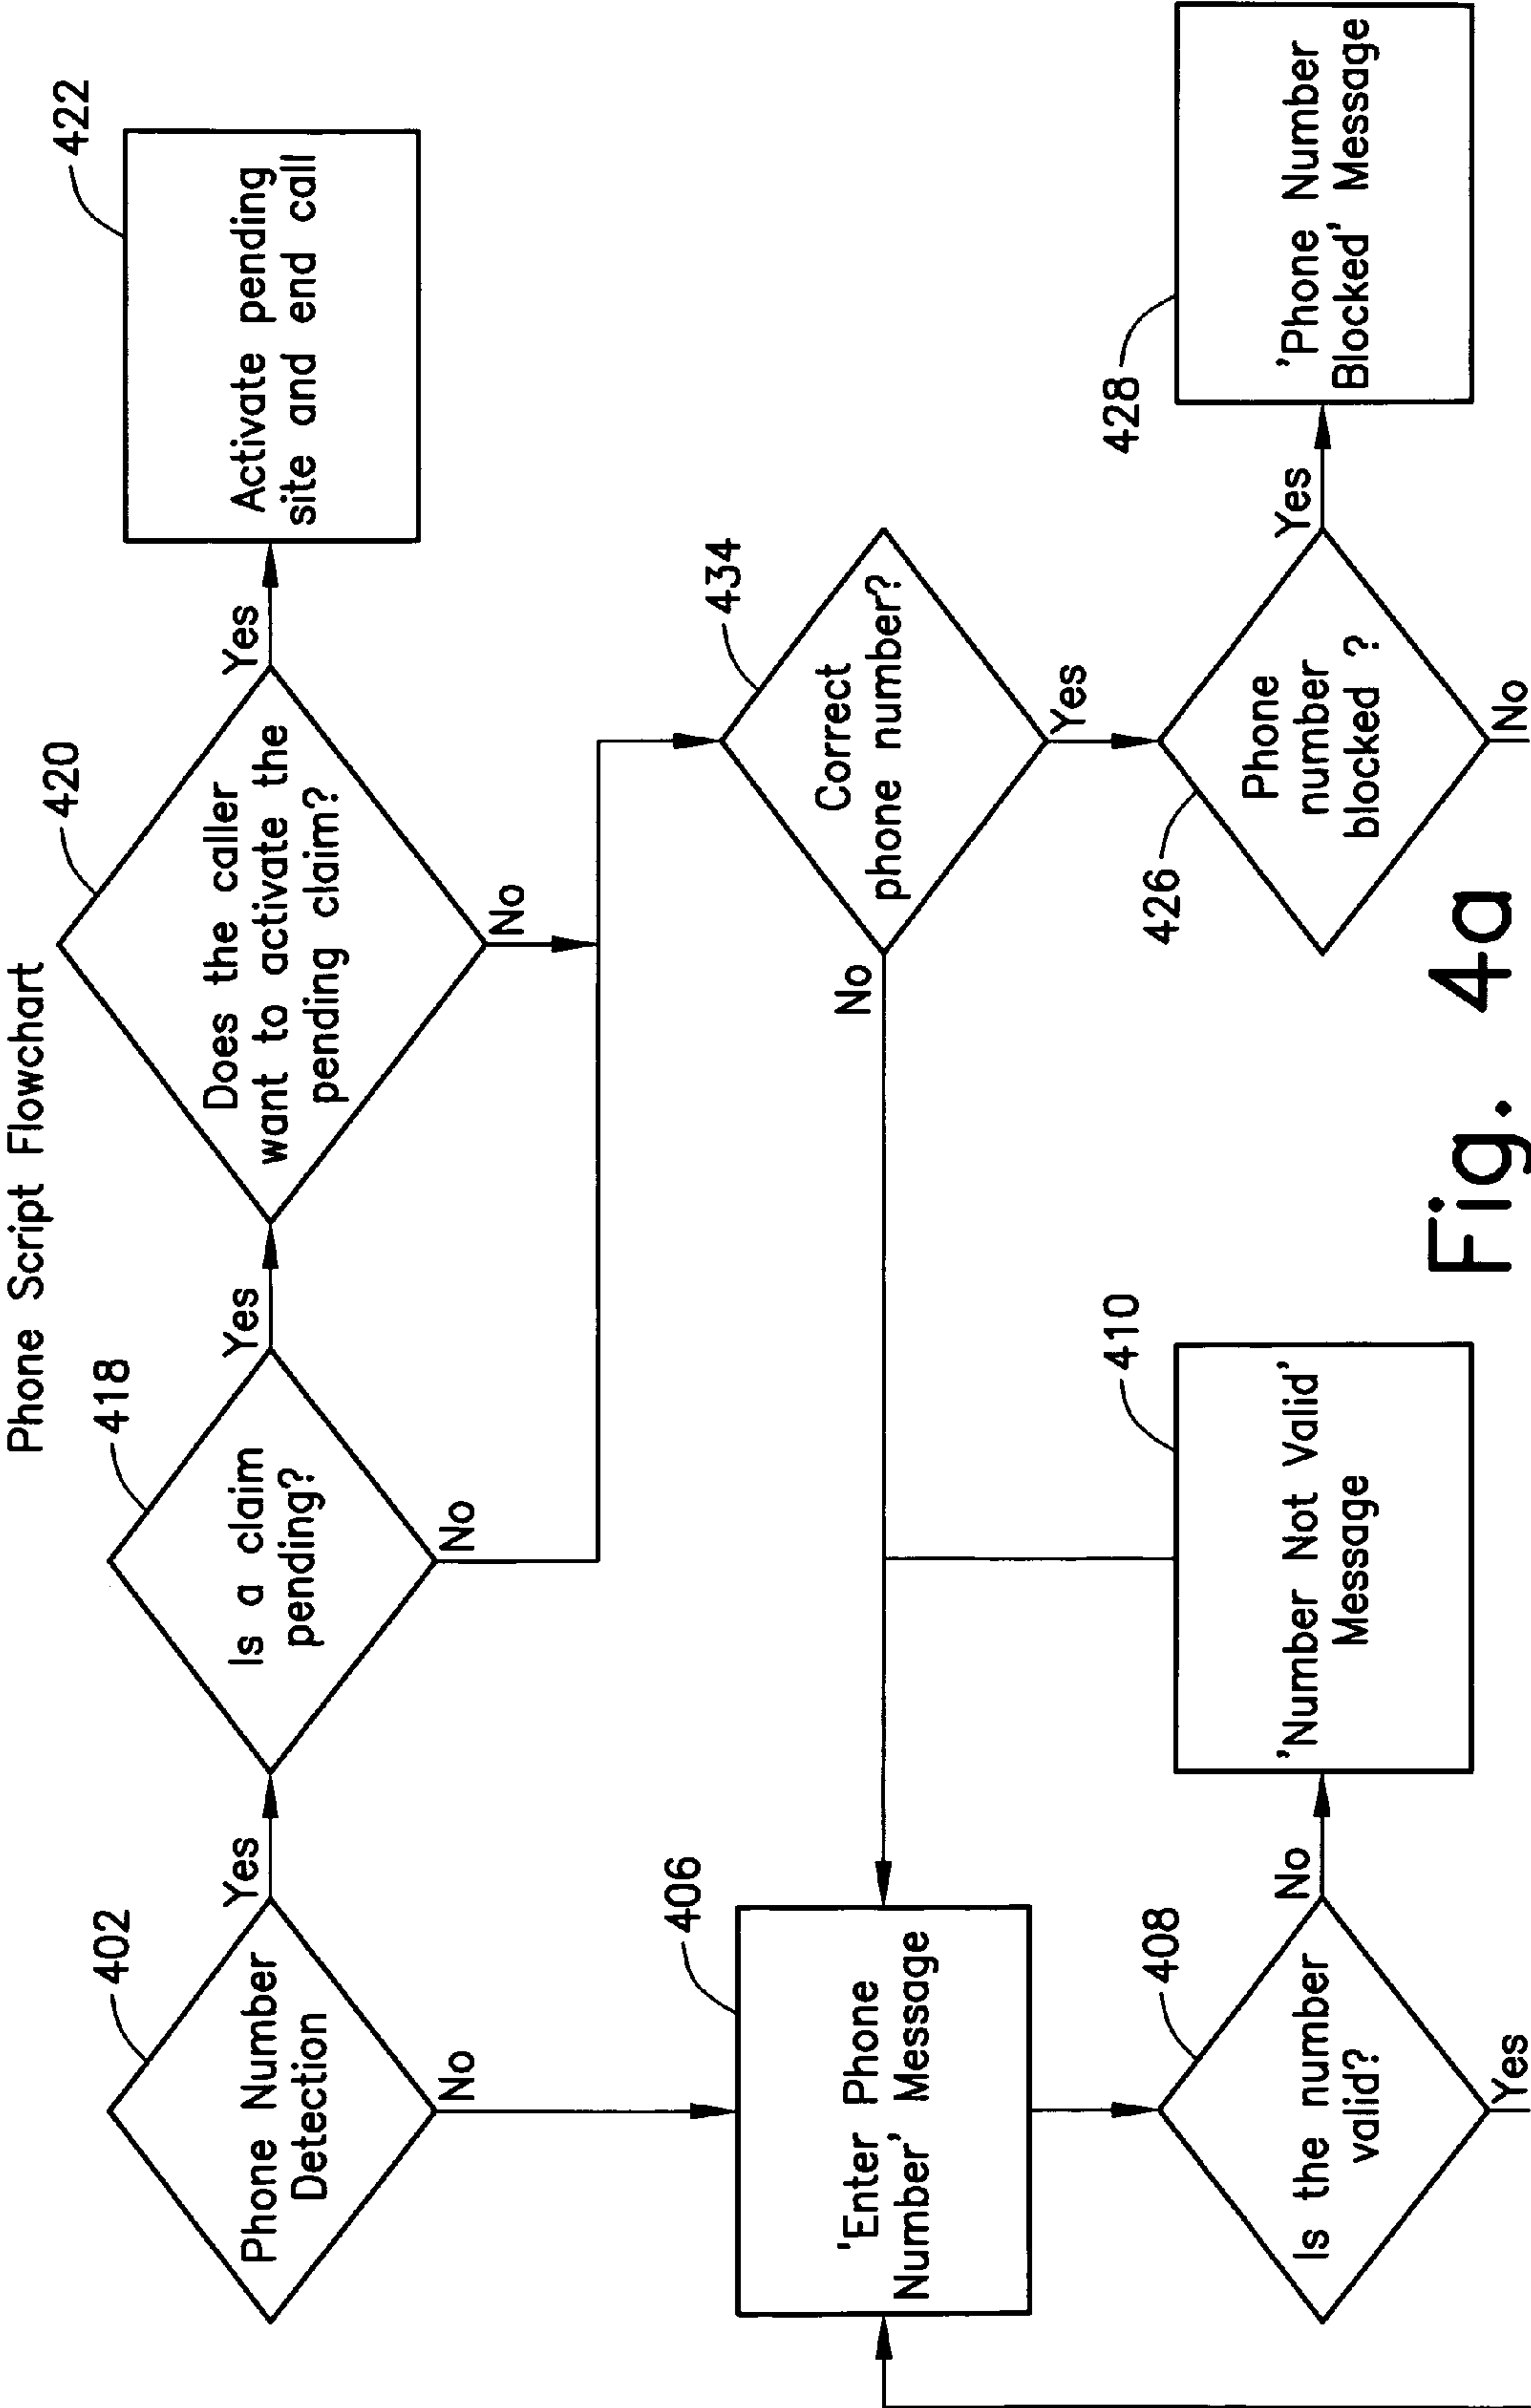 Phone Script Flowchart
402
Phone Number
Detection
Yes
No
418
Is a claim
pending?
Yes
No
420
Does the caller
want to activate the
pending claim?
Yes
No
422
Activate pending
site and end call
406
'Enter Phone
Number' Message
434
Correct
phone number?
No
Yes
408
Is the number
valid?
No
Yes
410
'Number Not Valid'
Message
426
Phone
number
blocked ?
Yes
No
428
'Phone Number
Blocked' Message
Fig. 4a